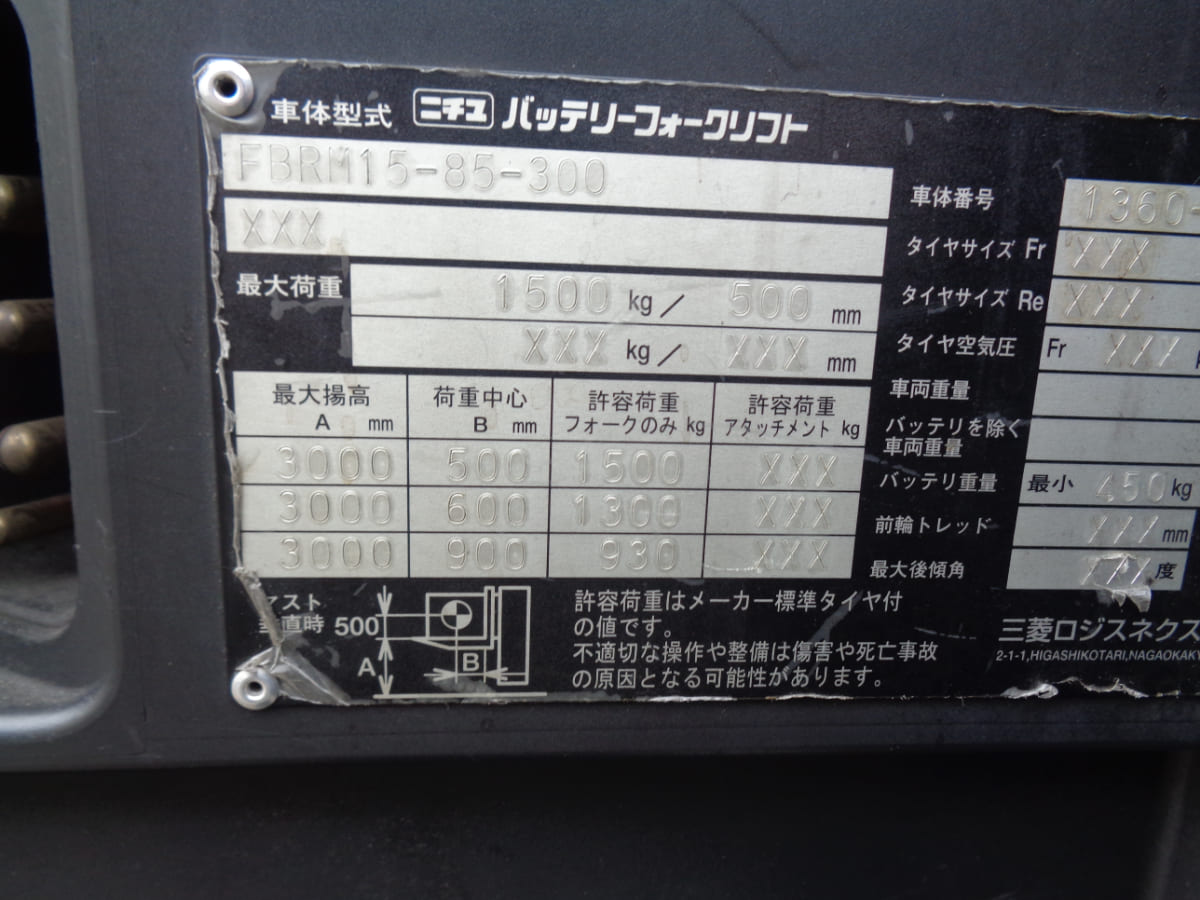 車体型式 ニチユ バッテリーフォークリフト
FBRM15-85-300
XXX
最大荷重 1500 kg／ 500 mm
XXX kg／ XXX mm
最大揚高 荷重中心 許容荷重 許容荷重
A mm B mm フォークのみ kg アタッチメント kg
3000 500 1500 XXX
3000 600 1300 XXX
3000 900 930 XXX
車体番号 1360-
タイヤサイズ Fr XXX
タイヤサイズ Re XXX
タイヤ空気圧 Fr XXX
車両重量
バッテリを除く
車両重量
バッテリ重量 最小 450 kg
前輪トレッド XXX mm
最大後傾角 XXX 度
スト
垂直時 500
A
B
許容荷重はメーカー標準タイヤ付
の値です。
不適切な操作や整備は傷害や死亡事故
の原因となる可能性があります。
三菱ロジスネクス
2-1-1,HIGASHIKOTARI,NAGAOKAKY